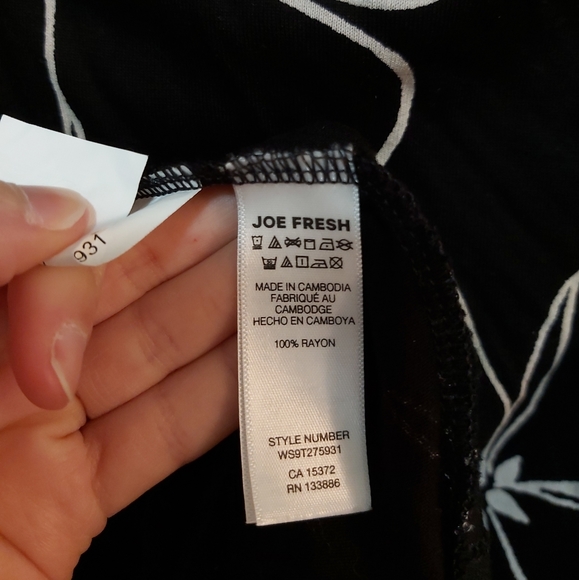 931
JOE FRESH
MADE IN CAMBODIA
FABRIQUÉ AU
CAMBODGE
HECHO EN CAMBOYA
100% RAYON
STYLE NUMBER
WS9T275931
CA 15372
RN 133886